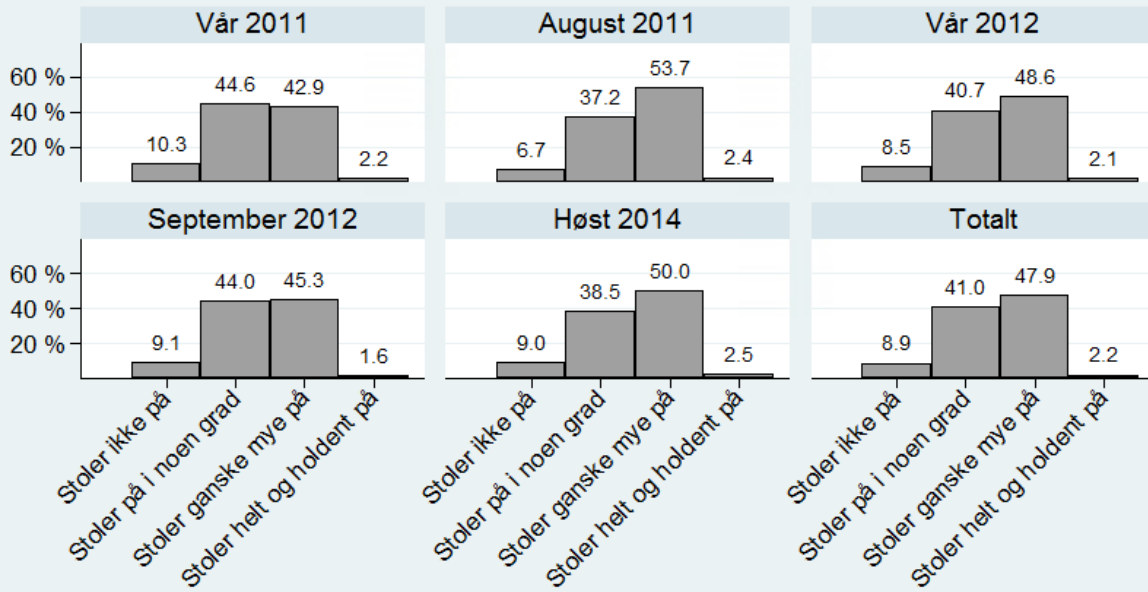 Vår 2011
August 2011
Vår 2012
60 %
40 %
20 %
10.3
44.6
42.9
2.2
6.7
37.2
53.7
2.4
8.5
40.7
48.6
2.1
September 2012
Høst 2014
Totalt
60 %
40 %
20 %
9.1
44.0
45.3
1.6
9.0
38.5
50.0
2.5
8.9
41.0
47.9
2.2
Stoler ikke på
Stoler på i noen grad
Stoler ganske mye på
Stoler helt og holdent på
Stoler ikke på
Stoler på i noen grad
Stoler ganske mye på
Stoler helt og holdent på
Stoler ikke på
Stoler på i noen grad
Stoler ganske mye på
Stoler helt og holdent på